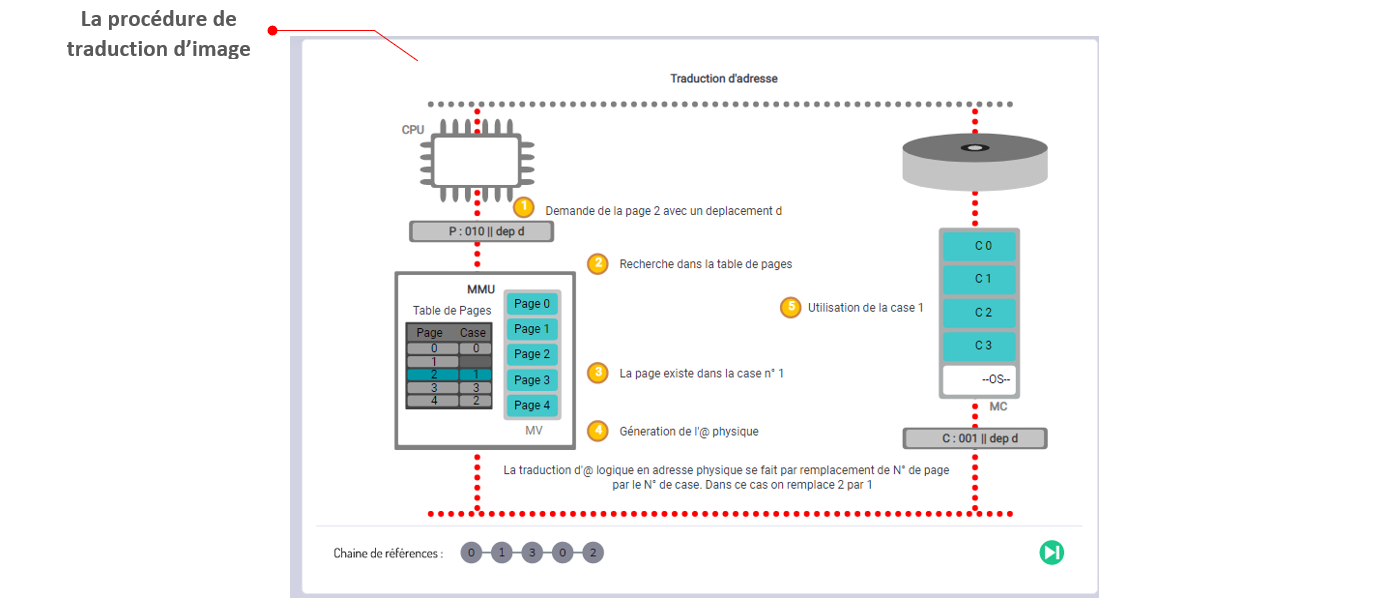 La procédure de
traduction d'image
Traduction d'adresse
CPU
1 Demande de la page 2 avec un deplacement d
P : 010 || dep d
2 Recherche dans la table de pages
MMU
Table de Pages
Page Case
0 0
1
2 1
3 3
4 2
Page 0
Page 1
Page 2
Page 3
Page 4
MV
3 La page existe dans la case n° 1
4 Géneration de l'@ physique
5 Utilisation de la case 1
C 0
C 1
C 2
C 3
--OS--
MC
C : 001 || dep d
La traduction d'@ logique en adresse physique se fait par remplacement de N° de page
par le N° de case. Dans ce cas on remplace 2 par 1
Chaine de références : 0 1 3 0 2